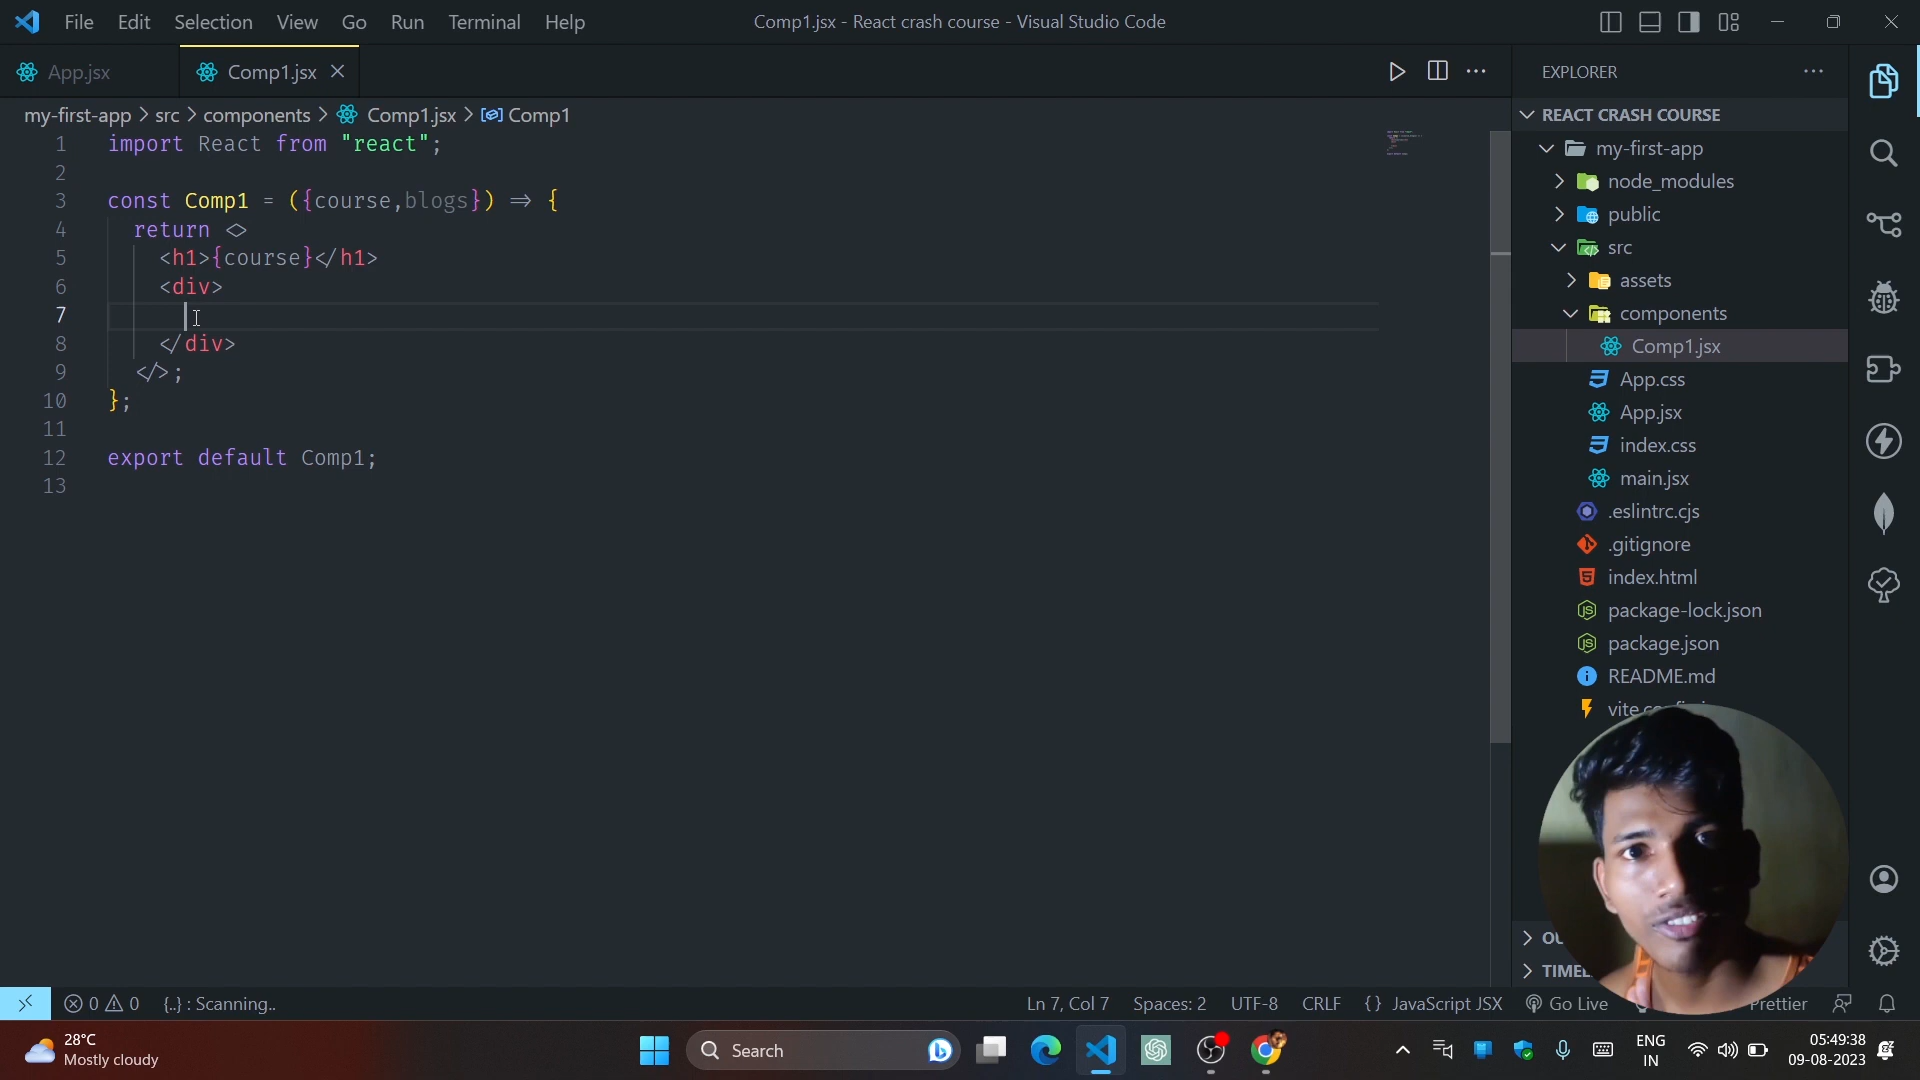 File Edit Selection View Go Run Terminal Help
Comp1.jsx - React crash course - Visual Studio Code
App.jsx
Comp1.jsx
my-first-app > src > components > Comp1.jsx > Comp1
1 import React from "react";
2
3 const Comp1 = ({course,blogs}) => {
4 return <>
5 <h1>{course}</h1>
6 <div>
7
8 </div>
9 </>;
10 };
11
12 export default Comp1;
13
EXPLORER
REACT CRASH COURSE
my-first-app
node_modules
public
src
assets
components
Comp1.jsx
App.css
App.jsx
index.css
main.jsx
.eslintrc.cjs
.gitignore
index.html
package-lock.json
package.json
README.md
0 0 {..} : Scanning..
Ln 7, Col 7 Spaces: 2 UTF-8 CRLF {} JavaScript JSX Go Live
28°C
Mostly cloudy
Search
ENG
IN
05:49:38
09-08-2023